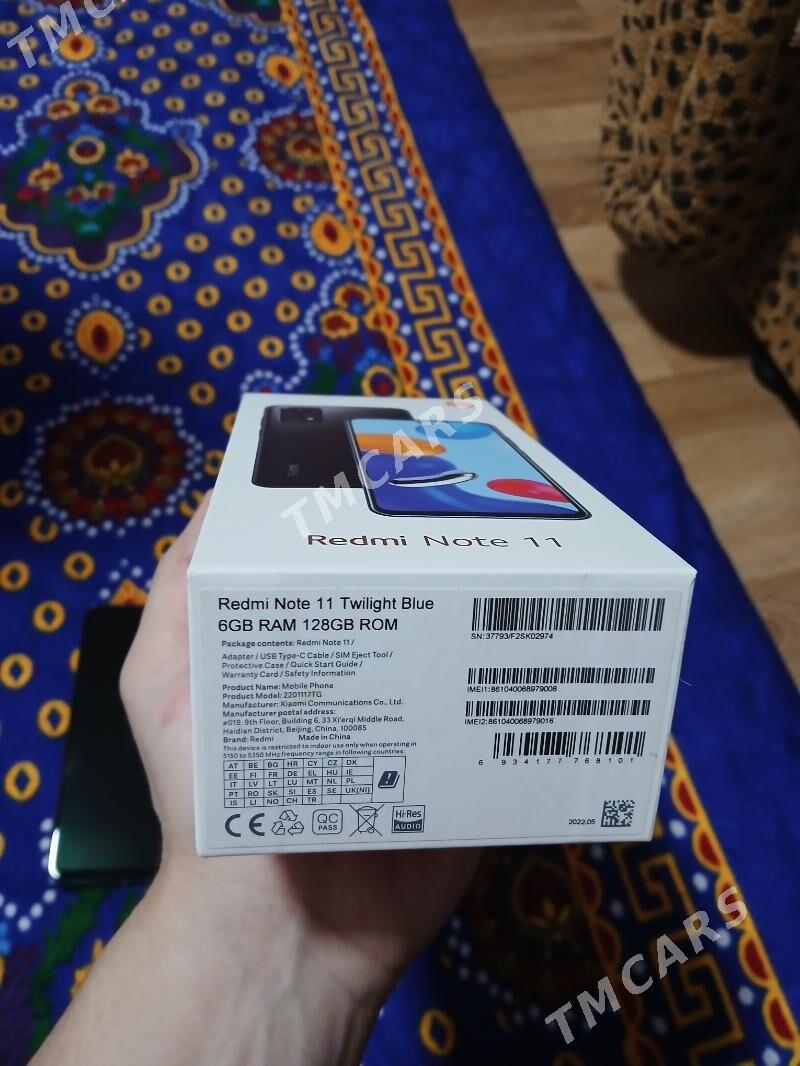 TMCARS
TMCARS
Redmi Note 11
Redmi Note 11 Twilight Blue
6GB RAM 128GB ROM
Package contents: Redmi Note 11 /
Adapter / USB Type-C Cable / SIM Eject Tool /
Protective Case / Quick Start Guide /
Warranty Card / Safety Information
Product Name: Mobile Phone
Product Model: 2201117TG
Manufacturer: Xiaomi Communications Co., Ltd.
Manufacturer postal address:
#019, 9th Floor, Building 6, 33 Xi'erqi Middle Road,
Haidian District, Beijing, China, 100085
Brand: Redmi Made in China
This device is restricted to indoor use only when operating in
5150 to 5350 MHz frequency range in following countries:
AT BE BG HR CY CZ DK
EE FI FR DE EL HU IE
IT LV LT LU MT NL PL
PT RO SK SI ES SE UK(NI)
IS LI NO CH TR
CE
QC
PASS
Hi-Res
AUDIO
SN: 37793/F2SK02974
IMEI1:861040068979008
IMEI2:861040068979016
6 934177 768101
2022.05
TMCARS